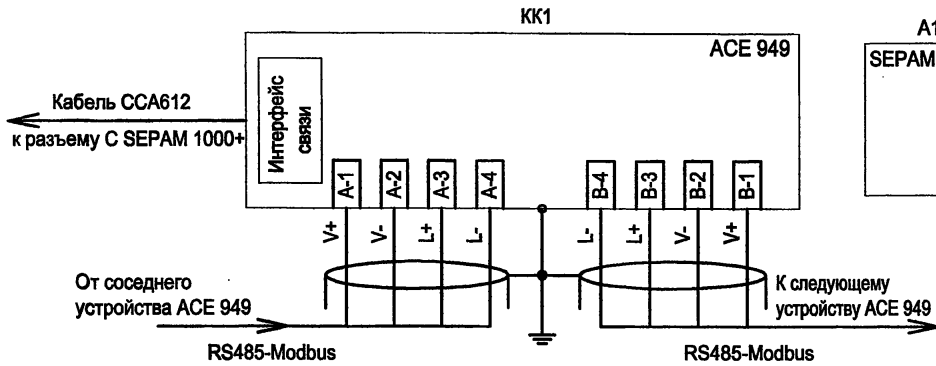 КК1
ACE 949
A1
SEPAM
Интерфейс
связи
Кабель CCA612
к разъему C SEPAM 1000+
A-1
A-2
A-3
A-4
B-4
B-3
B-2
B-1
V+
V-
L+
L-
L-
L+
V-
V+
От соседнего
устройства ACE 949
RS485-Modbus
К следующему
устройству ACE 949
RS485-Modbus